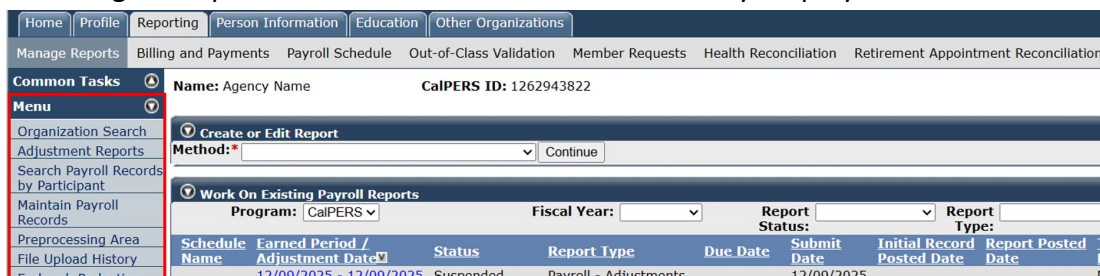 Home Profile Reporting Person Information Education Other Organizations
Manage Reports Billing and Payments Payroll Schedule Out-of-Class Validation Member Requests Health Reconciliation Retirement Appointment Reconciliation
Common Tasks
Name: Agency Name CalPERS ID: 1262943822
Menu
Organization Search
Create or Edit Report
Adjustment Reports
Method:* Continue
Search Payroll Records
by Participant
Work On Existing Payroll Reports
Maintain Payroll
Records
Program: CalPERS Fiscal Year: Report Status: Report Type:
Preprocessing Area
Schedule Name Earned Period / Adjustment Date Status Report Type Due Date Submit Date Initial Record Posted Date Report Posted Date
File Upload History
12/09/2025 - 12/09/2025 Suspended Payroll - Adjustments 12/09/2025